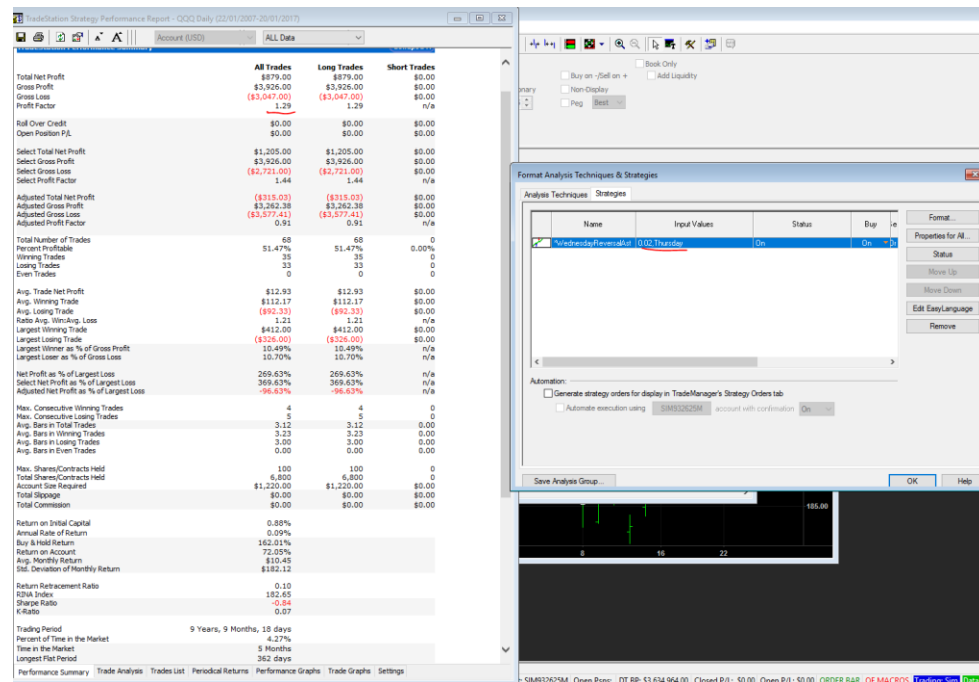 TradeStation Strategy Performance Report - QQQ Daily (22/01/2007-20/01/2017)
Account (USD) ALL Data
TradeStation Performance Summary
All Trades Long Trades Short Trades
Total Net Profit $879.00 $879.00 $0.00
Gross Profit $3,926.00 $3,926.00 $0.00
Gross Loss ($3,047.00) ($3,047.00) $0.00
Profit Factor 1.29 1.29 n/a
Roll Over Credit $0.00 $0.00 $0.00
Open Position P/L $0.00 $0.00 $0.00
Select Total Net Profit $1,205.00 $1,205.00 $0.00
Select Gross Profit $3,926.00 $3,926.00 $0.00
Select Gross Loss ($2,721.00) ($2,721.00) $0.00
Select Profit Factor 1.44 1.44 n/a
Adjusted Total Net Profit ($315.03) ($315.03) $0.00
Adjusted Gross Profit $3,262.38 $3,262.38 $0.00
Adjusted Gross Loss ($3,577.41) ($3,577.41) $0.00
Adjusted Profit Factor 0.91 0.91 n/a
Total Number of Trades 68 68 0
Percent Profitable 51.47% 51.47% 0.00%
Winning Trades 35 35 0
Losing Trades 33 33 0
Even Trades 0 0 0
Avg. Trade Net Profit $12.93 $12.93 $0.00
Avg. Winning Trade $112.17 $112.17 $0.00
Avg. Losing Trade ($92.33) ($92.33) $0.00
Ratio Avg. Win:Avg. Loss 1.21 1.21 n/a
Largest Winning Trade $412.00 $412.00 $0.00
Largest Losing Trade ($326.00) ($326.00) $0.00
Largest Winner as % of Gross Profit 10.49% 10.49% n/a
Largest Loser as % of Gross Loss 10.70% 10.70% n/a
Net Profit as % of Largest Loss 269.63% 269.63% n/a
Select Net Profit as % of Largest Loss 369.63% 369.63% n/a
Adjusted Net Profit as % of Largest Loss -96.63% -96.63% n/a
Max. Consecutive Winning Trades 4 4 0
Max. Consecutive Losing Trades 5 5 0
Avg. Bars in Total Trades 3.12 3.12 0.00
Avg. Bars in Winning Trades 3.23 3.23 0.00
Avg. Bars in Losing Trades 3.00 3.00 0.00
Avg. Bars in Even Trades 0.00 0.00 0.00
Max. Shares/Contracts Held 100 100 0
Total Shares/Contracts Held 6,800 6,800 0
Account Size Required $1,220.00 $1,220.00 $0.00
Total Slippage $0.00 $0.00 $0.00
Total Commission $0.00 $0.00 $0.00
Return on Initial Capital 0.88%
Annual Rate of Return 0.09%
Buy & Hold Return 162.01%
Return on Account 72.05%
Avg. Monthly Return $10.45
Std. Deviation of Monthly Return $182.12
Return Retracement Ratio 0.10
RINA Index 182.65
Sharpe Ratio -0.84
K-Ratio 0.07
Trading Period 9 Years, 9 Months, 18 days
Percent of Time in the Market 4.27%
Time in the Market 5 Months
Longest Flat Period 362 days
Performance Summary Trade Analysis Trades List Periodical Returns Performance Graphs Trade Graphs Settings
Book Only
Buy on -/Sell on + Add Liquidity
Non-Display
Peg Best
Format Analysis Techniques & Strategies
Analysis Techniques Strategies
Name Input Values Status Buy
*WednesdayReversalAst 0.02,Thursday On On
Format...
Properties for All...
Status
Move Up
Move Down
Edit EasyLanguage
Remove
Automation:
Generate strategy orders for display in TradeManager's Strategy Orders tab
Automate execution using SIM932625M account with confirmation On
Save Analysis Group... OK Help
185.00
8 16 22
SIM932625M Open Psns: DT BP: $3,634,964.00 Closed P/L: $0.00 Open P/L: $0.00 ORDER BAR OF MACROS Trading: Sim Data